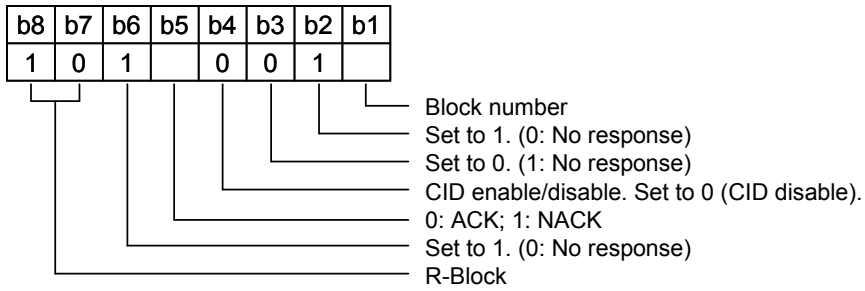 b8 b7 b6 b5 b4 b3 b2 b1
1 0 1 0 0 1
Block number
Set to 1. (0: No response)
Set to 0. (1: No response)
CID enable/disable. Set to 0 (CID disable).
0: ACK; 1: NACK
Set to 1. (0: No response)
R-Block